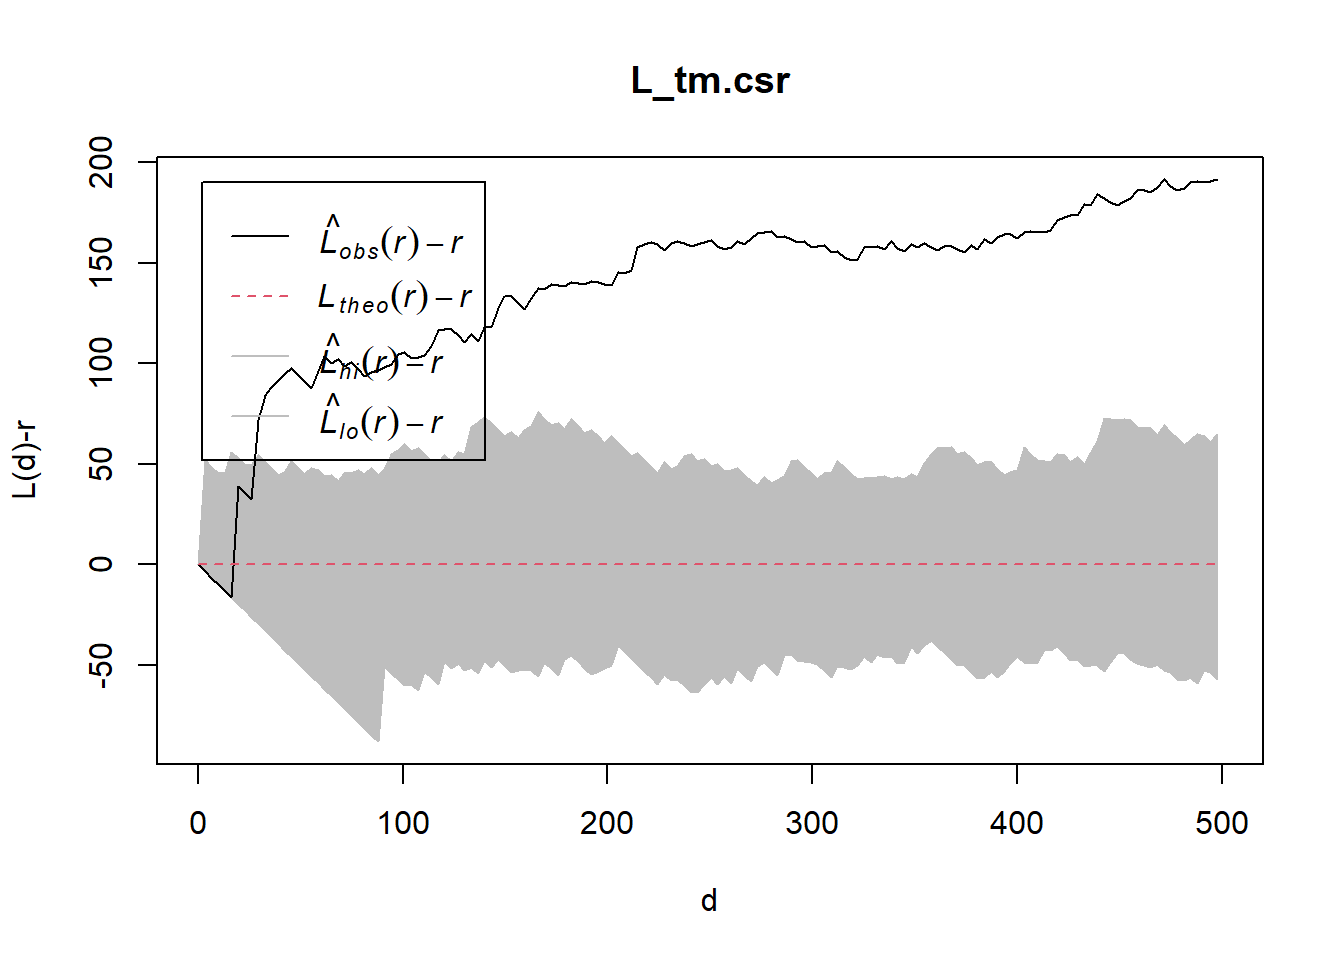 L_tm.csr
L(d)-r
200
150
100
50
0
-50
L̂obs(r) – r
Ltheo(r) – r
L̂hi(r) – r
L̂lo(r) – r
0 100 200 300 400 500
d